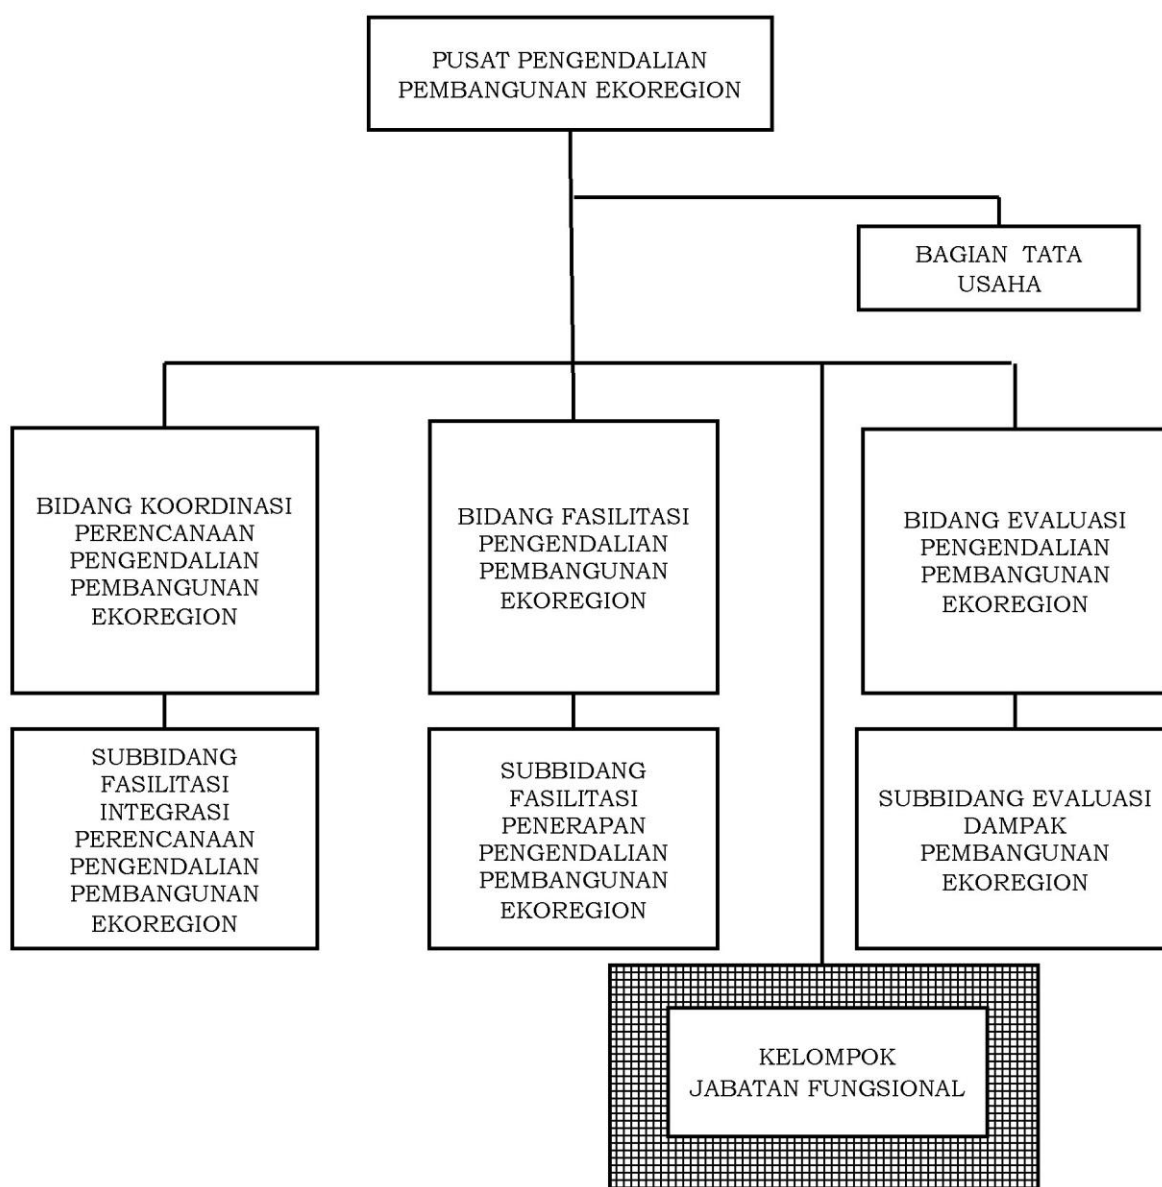 PUSAT PENGENDALIAN
PEMBANGUNAN EKOREGION
BAGIAN TATA
USAHA
BIDANG KOORDINASI
PERENCANAAN
PENGENDALIAN
PEMBANGUNAN
EKOREGION
BIDANG FASILITASI
PENGENDALIAN
PEMBANGUNAN
EKOREGION
BIDANG EVALUASI
PENGENDALIAN
PEMBANGUNAN
EKOREGION
SUBBIDANG
FASILITASI
INTEGRASI
PERENCANAAN
PENGENDALIAN
PEMBANGUNAN
EKOREGION
SUBBIDANG
FASILITASI
PENERAPAN
PENGENDALIAN
PEMBANGUNAN
EKOREGION
SUBBIDANG EVALUASI
DAMPAK
PEMBANGUNAN
EKOREGION
KELOMPOK
JABATAN FUNGSIONAL